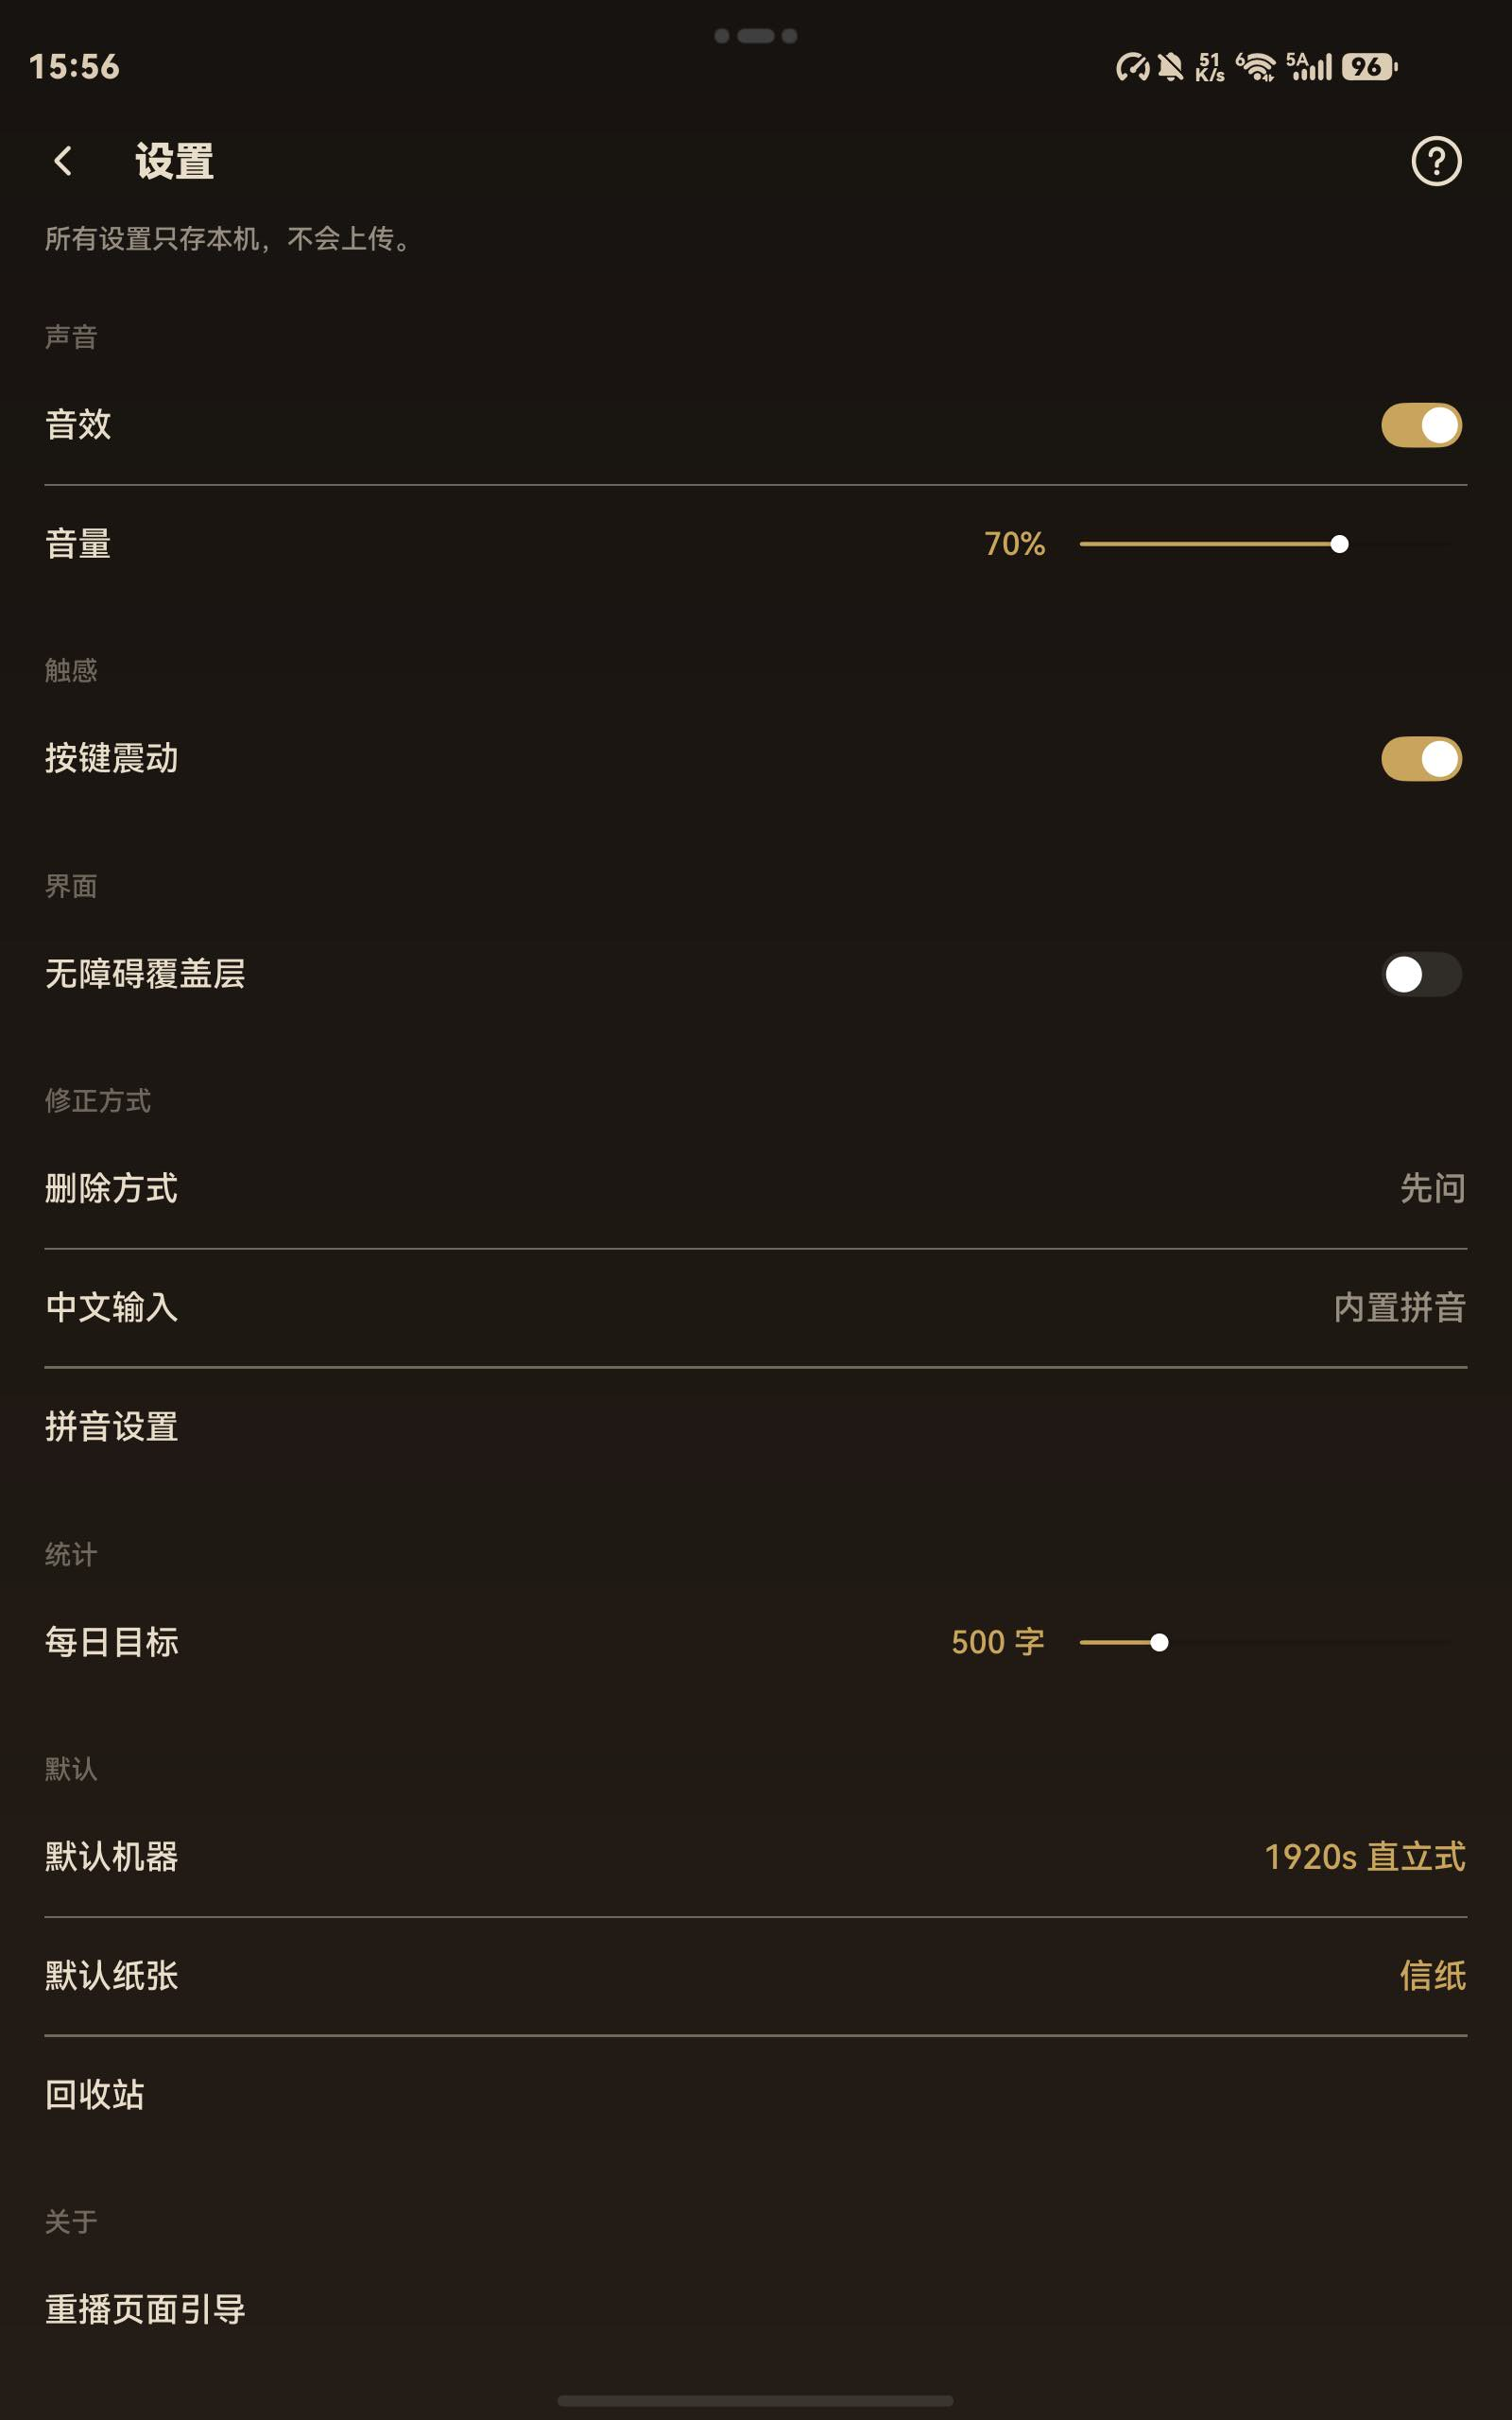 15:56
51 K/s 6 5A 96
设置
所有设置只存本机，不会上传。
声音
音效
音量 70%
触感
按键震动
界面
无障碍覆盖层
修正方式
删除方式 先问
中文输入 内置拼音
拼音设置
统计
每日目标 500 字
默认
默认机器 1920s 直立式
默认纸张 信纸
回收站
关于
重播页面引导